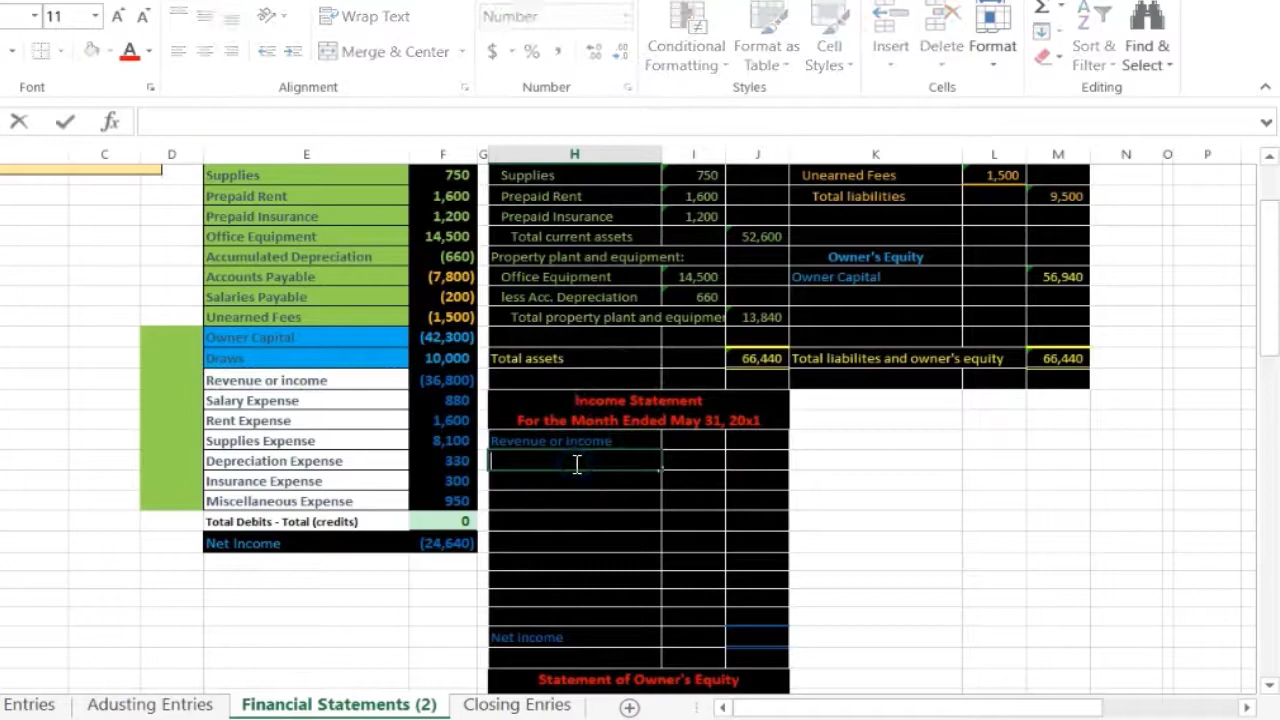 11 A A Wrap Text Number
Merge & Center $ % , Conditional Formatting Format as Table Cell Styles Insert Delete Format Sort & Filter Find & Select
Font Alignment Number Styles Cells Editing
fx
C D E F G H I J K L M N O P
Supplies 750 Supplies 750 Unearned Fees 1,500
Prepaid Rent 1,600 Prepaid Rent 1,600 Total liabilities 9,500
Prepaid Insurance 1,200 Prepaid Insurance 1,200
Office Equipment 14,500 Total current assets 52,600
Accumulated Depreciation (660) Property plant and equipment: Owner's Equity
Accounts Payable (7,800) Office Equipment 14,500 Owner Capital 56,940
Salaries Payable (200) less Acc. Depreciation 660
Unearned Fees (1,500) Total property plant and equipmer 13,840
Owner Capital (42,300)
Draws 10,000 Total assets 66,440 Total liabilites and owner's equity 66,440
Revenue or income (36,800)
Salary Expense 880 Income Statement
Rent Expense 1,600 For the Month Ended May 31, 20x1
Supplies Expense 8,100 Revenue or income
Depreciation Expense 330
Insurance Expense 300
Miscellaneous Expense 950
Total Debits - Total (credits) 0
Net Income (24,640)
Net Income
Statement of Owner's Equity
Entries Adusting Entries Financial Statements (2) Closing Enries